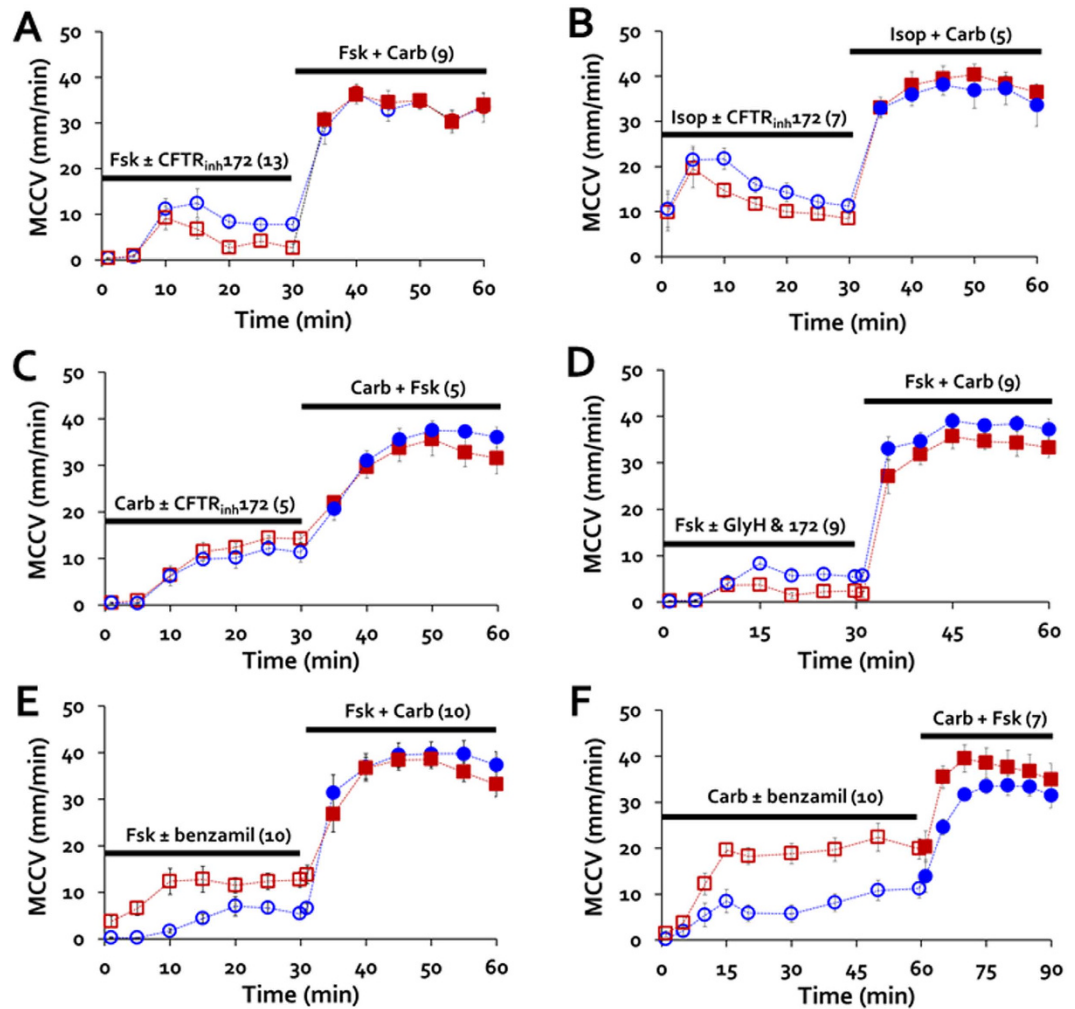 A
MCCV (mm/min)
50
40
30
20
10
0
Fsk + Carb (9)
Fsk ± CFTRinh172 (13)
0 10 20 30 40 50 60
Time (min)
B
MCCV (mm/min)
50
40
30
20
10
0
Isop + Carb (5)
Isop ± CFTRinh172 (7)
0 10 20 30 40 50 60
Time (min)
C
MCCV (mm/min)
50
40
30
20
10
0
Carb + Fsk (5)
Carb ± CFTRinh172 (5)
0 10 20 30 40 50 60
Time (min)
D
MCCV (mm/min)
50
40
30
20
10
0
Fsk + Carb (9)
Fsk ± GlyH & 172 (9)
0 15 30 45 60
Time (min)
E
MCCV (mm/min)
50
40
30
20
10
0
Fsk + Carb (10)
Fsk ± benzamil (10)
0 10 20 30 40 50 60
Time (min)
F
MCCV (mm/min)
50
40
30
20
10
0
Carb + Fsk (7)
Carb ± benzamil (10)
0 15 30 45 60 75 90
Time (min)